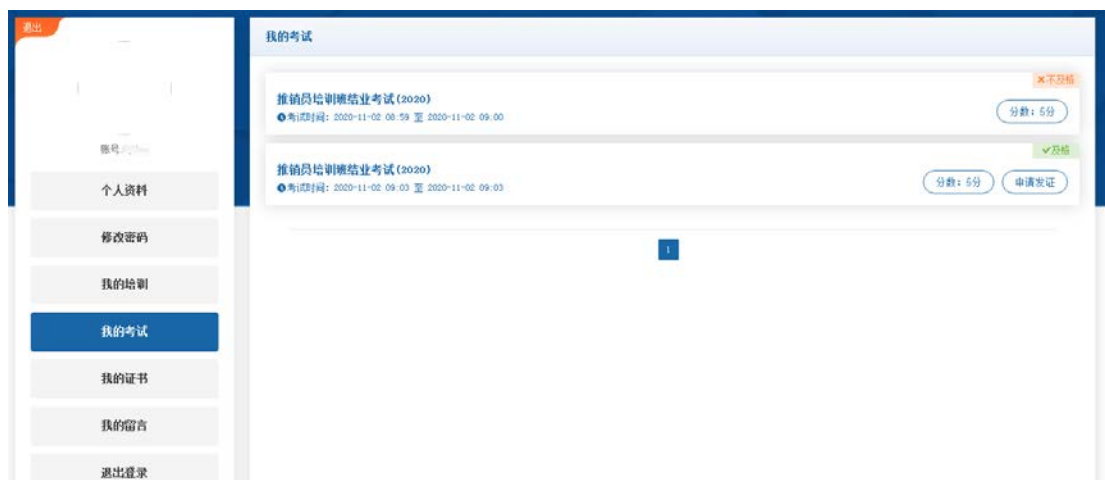 退出
账号
个人资料
修改密码
我的培训
我的考试
我的证书
我的留言
退出登录
我的考试
不及格
推销员培训班结业考试(2020)
考试时间: 2020-11-02 08:59 至 2020-11-02 09:00
分数: 5分
及格
推销员培训班结业考试(2020)
考试时间: 2020-11-02 09:03 至 2020-11-02 09:03
分数: 5分
申请发证
1